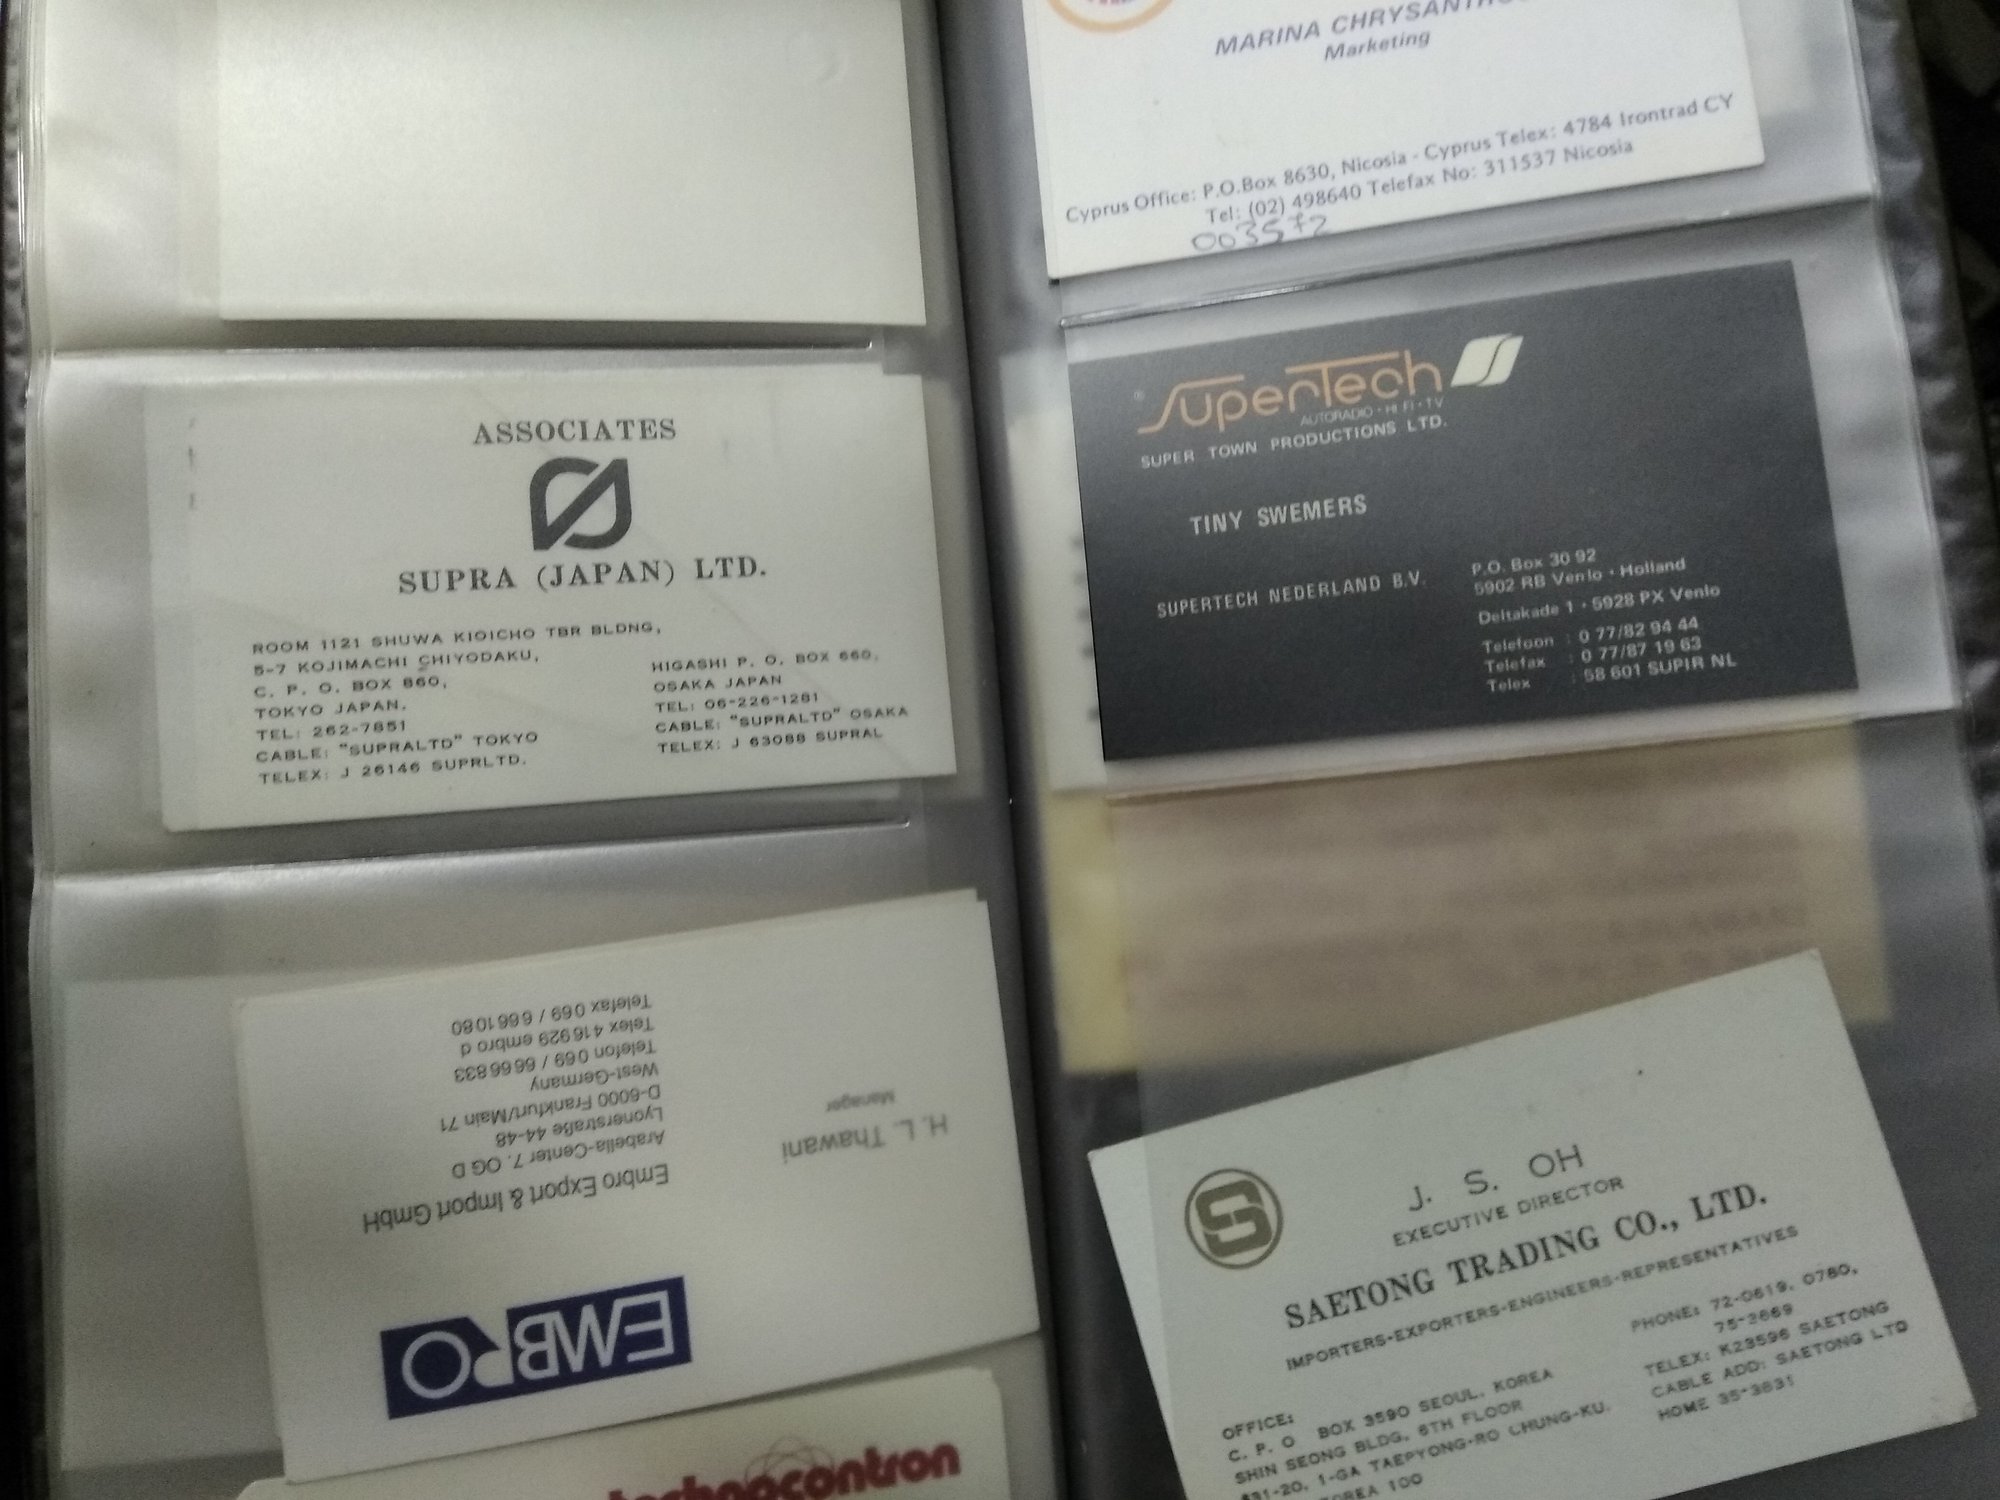 ASSOCIATES
SUPRA (JAPAN) LTD.
ROOM 1121 SHUWA KIOICHO TBR BLDNG,
5-7 KOJIMACHI CHIYODAKU,
C. P. O. BOX 860,
TOKYO JAPAN.
TEL: 262-7851
CABLE: "SUPRALTD" TOKYO
TELEX: J 26146 SUPRLTD.
HIGASHI P. O. BOX 660,
OSAKA JAPAN
TEL: 06-226-1281
CABLE: "SUPRALTD" OSAKA
TELEX: J 63088 SUPRAL
EMBRO
Embro Export & Import GmbH
Arabella-Center 7. OG D
Lyonerstraße 44-48
D-6000 Frankfurt/Main 71
West-Germany
Telefon 069 / 6666833
Telex 416929 embro d
Telefax 069 / 6661080
H. L. Thawani
Manager
technocontron
MARINA
Marketing
Cyprus Office: P.O.Box 8630, Nicosia - Cyprus Telex: 4784 Irontrad CY
Tel: (02) 498640 Telefax No: 311537 Nicosia
003572
SuperTech
AUTORADIO · HI FI · TV
SUPER TOWN PRODUCTIONS LTD.
TINY SWEMERS
SUPERTECH NEDERLAND B.V.
P.O. Box 30 92
5902 RB Venlo · Holland
Deltakade 1 · 5928 PX Venlo
Telefoon : 0 77/82 94 44
Telefax : 0 77/87 19 63
Telex : 58 601 SUPIR NL
S
J. S. OH
EXECUTIVE DIRECTOR
SAETONG TRADING CO., LTD.
IMPORTERS-EXPORTERS-ENGINEERS-REPRESENTATIVES
OFFICE:
C. P. O BOX 3590 SEOUL, KOREA
SHIN SEONG BLDG, 6TH FLOOR
431-20, 1-GA TAEPYONG-RO CHUNG-KU.
KOREA 100
PHONE: 72-0619, 0780,
75-3669
TELEX: K23596 SAETONG
CABLE ADD: SAETONG LTD
HOME 35-3831